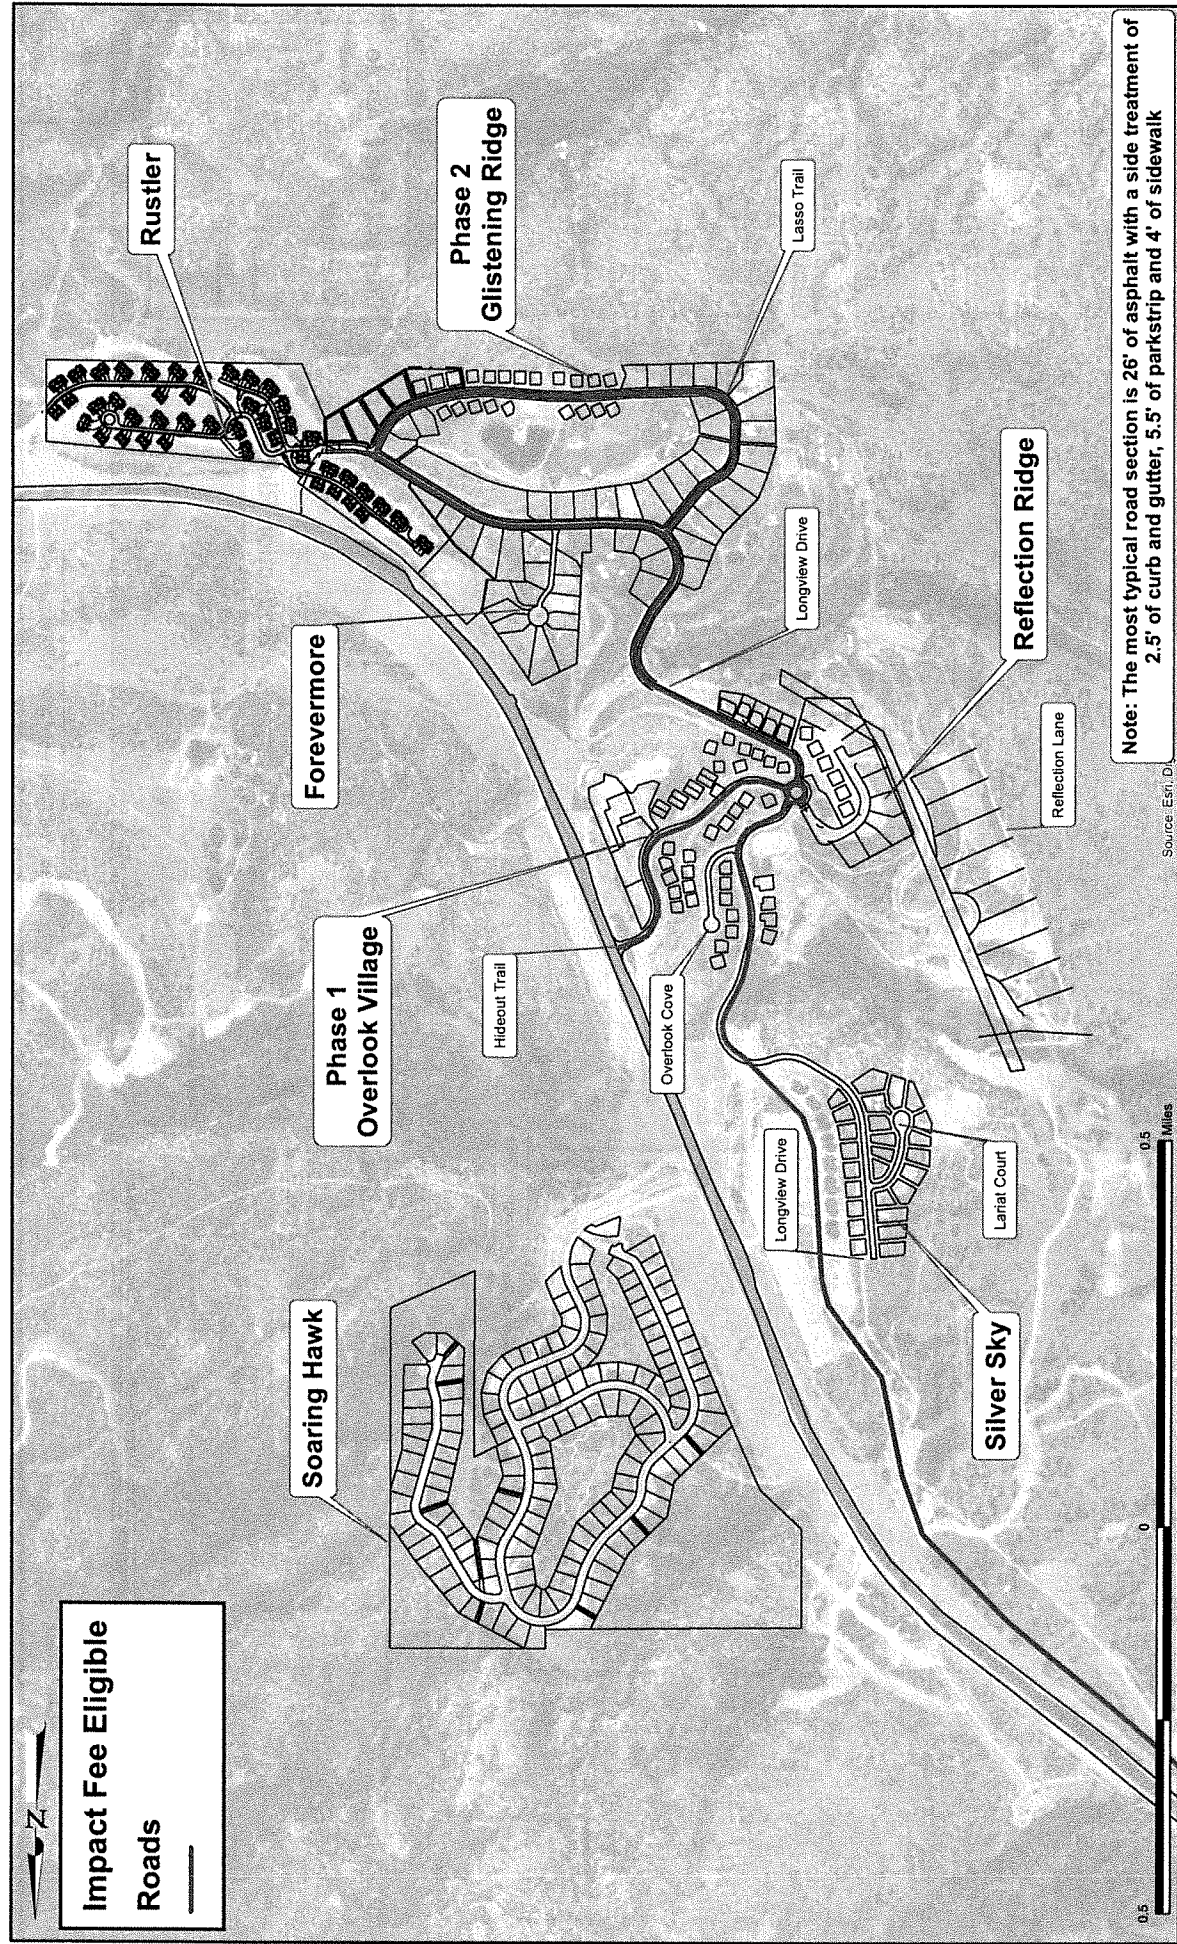 Impact Fee Eligible
Roads
N
Soaring Hawk
Phase 1
Overlook Village
Forevermore
Rustler
Phase 2
Glistening Ridge
Hideout Trail
Overlook Cove
Longview Drive
Lasso Trail
Longview Drive
Lariat Court
Silver Sky
Reflection Ridge
Reflection Lane
0.5
0
0.5
Miles
Source: Esri,
Note: The most typical road section is 26' of asphalt with a side treatment of
2.5' of curb and gutter, 5.5' of parkstrip and 4' of sidewalk